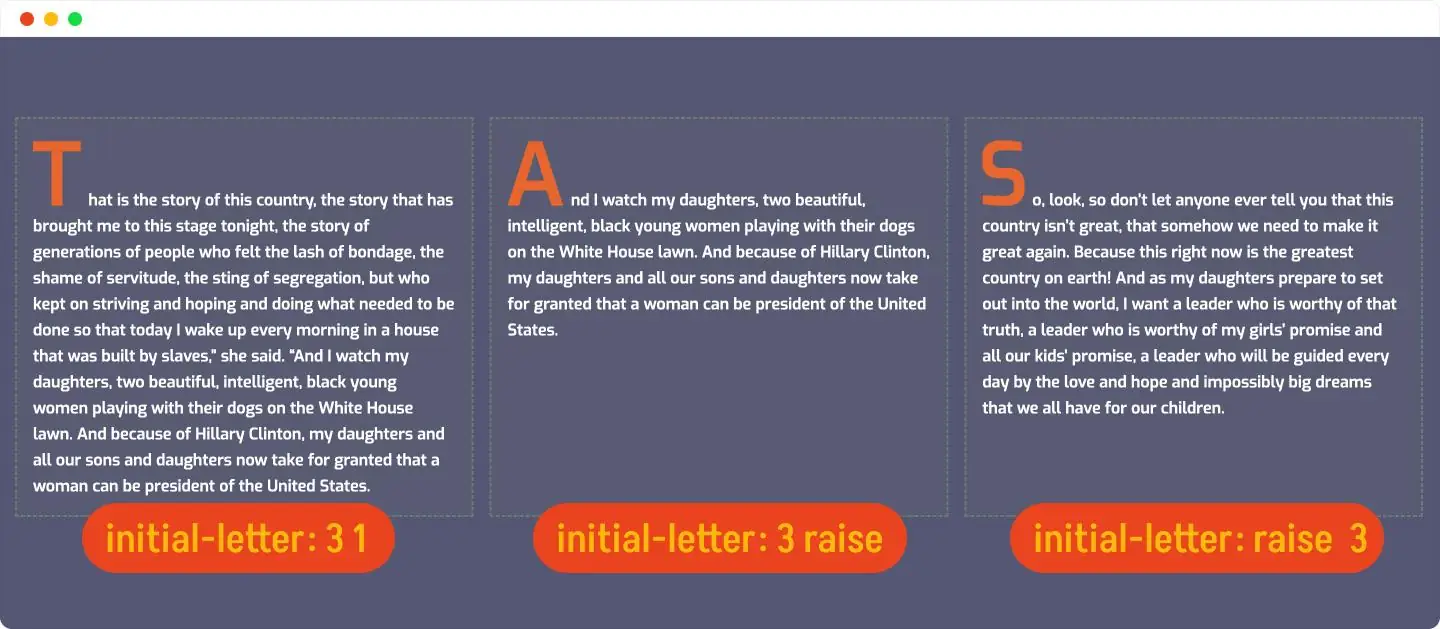 That is the story of this country, the story that has
brought me to this stage tonight, the story of
generations of people who felt the lash of bondage, the
shame of servitude, the sting of segregation, but who
kept on striving and hoping and doing what needed to be
done so that today I wake up every morning in a house
that was built by slaves,” she said. “And I watch my
daughters, two beautiful, intelligent, black young
women playing with their dogs on the White House
lawn. And because of Hillary Clinton, my daughters and
all our sons and daughters now take for granted that a
woman can be president of the United States.
initial-letter: 3 1
And I watch my daughters, two beautiful,
intelligent, black young women playing with their dogs
on the White House lawn. And because of Hillary Clinton,
my daughters and all our sons and daughters now take
for granted that a woman can be president of the United
States.
initial-letter: 3 raise
So, look, so don't let anyone ever tell you that this
country isn't great, that somehow we need to make it
great again. Because this right now is the greatest
country on earth! And as my daughters prepare to set
out into the world, I want a leader who is worthy of that
truth, a leader who is worthy of my girls' promise and
all our kids' promise, a leader who will be guided every
day by the love and hope and impossibly big dreams
that we all have for our children.
initial-letter: raise 3